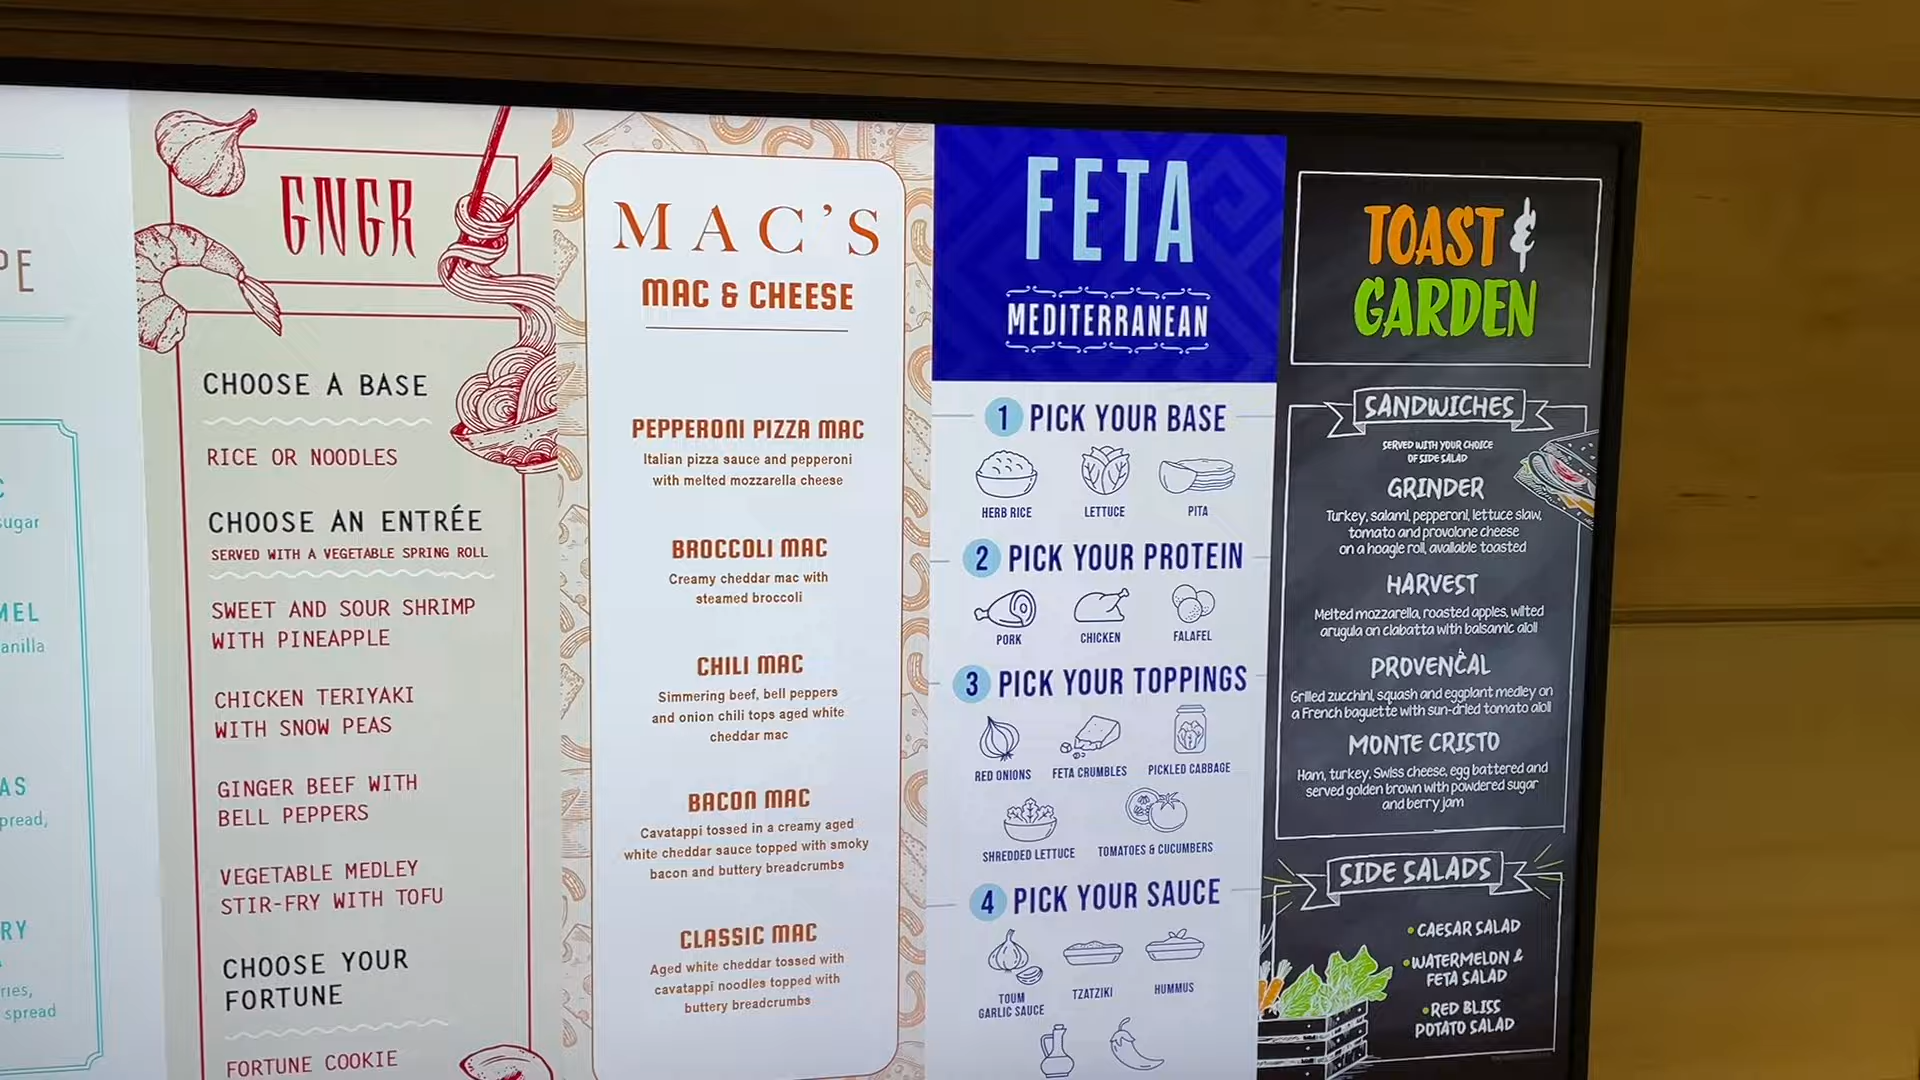 PE
sugar
MEL
anilla
AS
pread,
RY
ries,
spread
GNGR
CHOOSE A BASE
RICE OR NOODLES
CHOOSE AN ENTRÉE
SERVED WITH A VEGETABLE SPRING ROLL
SWEET AND SOUR SHRIMP
WITH PINEAPPLE
CHICKEN TERIYAKI
WITH SNOW PEAS
GINGER BEEF WITH
BELL PEPPERS
VEGETABLE MEDLEY
STIR-FRY WITH TOFU
CHOOSE YOUR
FORTUNE
FORTUNE COOKIE
MAC'S
MAC & CHEESE
PEPPERONI PIZZA MAC
Italian pizza sauce and pepperoni
with melted mozzarella cheese
BROCCOLI MAC
Creamy cheddar mac with
steamed broccoli
CHILI MAC
Simmering beef, bell peppers
and onion chili tops aged white
cheddar mac
BACON MAC
Cavatappi tossed in a creamy aged
white cheddar sauce topped with smoky
bacon and buttery breadcrumbs
CLASSIC MAC
Aged white cheddar tossed with
cavatappi noodles topped with
buttery breadcrumbs
FETA
MEDITERRANEAN
1 PICK YOUR BASE
HERB RICE LETTUCE PITA
2 PICK YOUR PROTEIN
PORK CHICKEN FALAFEL
3 PICK YOUR TOPPINGS
RED ONIONS FETA CRUMBLES PICKLED CABBAGE
SHREDDED LETTUCE TOMATOES & CUCUMBERS
4 PICK YOUR SAUCE
TOUM
GARLIC SAUCE TZATZIKI HUMMUS
TOAST &
GARDEN
SANDWICHES
SERVED WITH YOUR CHOICE
OF SIDE SALAD
GRINDER
Turkey, salami, pepperoni, lettuce slaw,
tomato and provolone cheese
on a hoagie roll, available toasted
HARVEST
Melted mozzarella, roasted apples, wilted
arugula on ciabatta with balsamic aioli
PROVENÇAL
Grilled zucchini, squash and eggplant medley on
a French baguette with sun-dried tomato aioli
MONTE CRISTO
Ham, turkey, Swiss cheese, egg battered and
served golden brown with powdered sugar
and berry jam
SIDE SALADS
• CAESAR SALAD
• WATERMELON &
FETA SALAD
• RED BLISS
POTATO SALAD